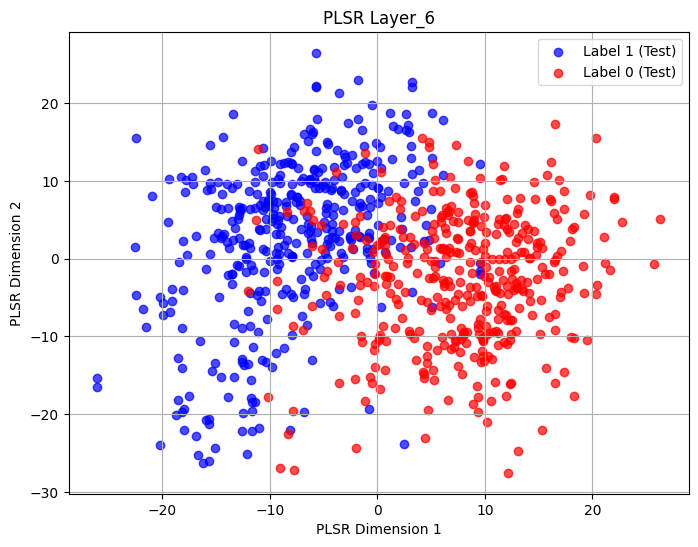 PLSR Layer_6
Label 1 (Test)
Label 0 (Test)
20
10
0
−10
−20
−30
PLSR Dimension 2
−20
−10
0
10
20
PLSR Dimension 1